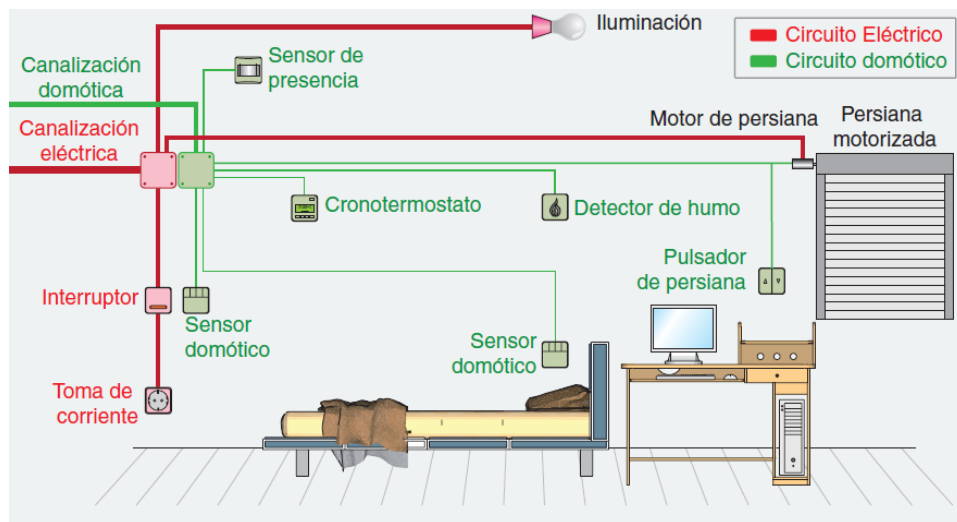 Iluminación
Circuito Eléctrico
Circuito domótico
Sensor de
presencia
Canalización
domótica
Canalización
eléctrica
Motor de persiana
Persiana
motorizada
Cronotermostato
Detector de humo
Pulsador
de persiana
Interruptor
Sensor
domótico
Sensor
domótico
Toma de
corriente